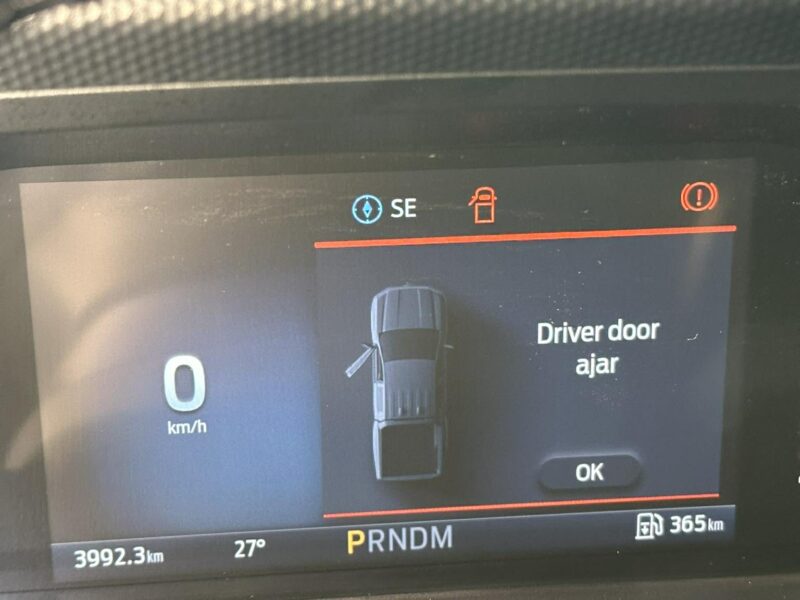 SE
Driver door
ajar
0
km/h
OK
3992.3km
27°
PRNDM
365km